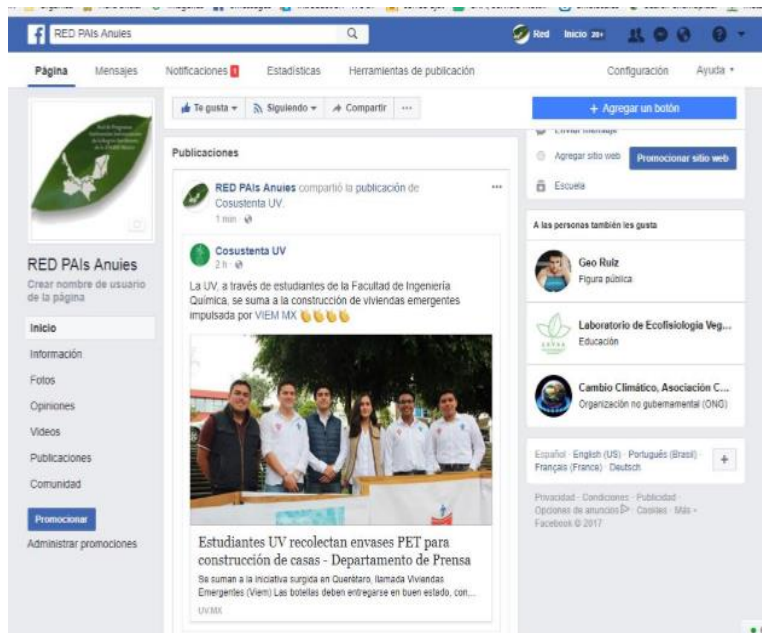 RED PAIs Anuies
Red Inicio 20+
Página Mensajes Notificaciones 1 Estadísticas Herramientas de publicación Configuración Ayuda
Te gusta Siguiendo Compartir ...
+ Agregar un botón
RED PAIs Anuies
Crear nombre de usuario
de la página
Inicio
Información
Fotos
Opiniones
Videos
Publicaciones
Comunidad
Promocionar
Administrar promociones
Publicaciones
RED PAIs Anuies compartió la publicación de
Cosustenta UV.
1 min ·
Cosustenta UV
2 h ·
La UV, a través de estudiantes de la Facultad de Ingeniería
Química, se suma a la construcción de viviendas emergentes
impulsada por VIEM MX
Estudiantes UV recolectan envases PET para
construcción de casas - Departamento de Prensa
Se suman a la iniciativa surgida en Querétaro, llamada Viviendas
Emergentes (Viem) Las botellas deben entregarse en buen estado, con...
UV.MX
Enviar mensaje
Agregar sitio web Promocionar sitio web
Escuela
A las personas también les gusta
Geo Ruiz
Figura pública
Laboratorio de Ecofisiología Veg...
Educación
Cambio Climático, Asociación C...
Organización no gubernamental (ONG)
Español · English (US) · Português (Brasil) ·
Français (France) · Deutsch
+
Privacidad · Condiciones · Publicidad ·
Opciones de anuncios · Cookies · Más
Facebook © 2017